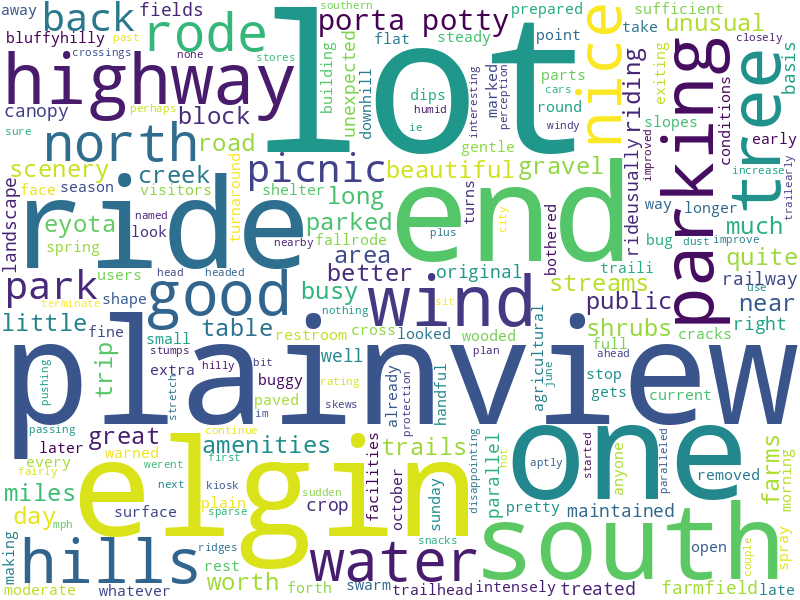 away
fields
back
rode
southern
porta potty
prepared
sufficient
take
unusual
closely
bluffyhilly
past
highway
crossings
none
stores
lot
flat
steady
point
nice
parking
tree
basis
perhaps
building
unexpected
downhill
dips
humid
ie
interesting
marked
perception
parts
cars
round
windy
riding
rideusually
exiting
improved
conditions
slopes
early
canopy
block
sure
north
road
gentle
increase
trailearly
scenery
creek
picnic
beautiful
gravel
landscape
face
season
visitors
shelter
long
turns
bothered
way
longer
named
look
turnaround
ride
end
eyota
parked
plus
city
bug
dust
improve
much
spring
nearby
fallrode
area
original
traili
use
quite
users
head
headed
better
streams
railway
park
terminate
shape
good
busy
nothing
sit
wind
public
near
little
fine
small
table
cross
looked
wooded
shrubs
cracks
right
stumps
hilly
bit
restroom
well
plan
full
ahead
trip
extra
buggy
rating
already
protection
handful
agricultural
june
stop
gets
current
pushing
stretch
paved
im
skews
plainview
passing
continue
later
great
warned
elgin
amenities
trails
disappointing
parallel
one
aptly
started
anyone
paralleled
removed
farms
morning
every
werent
first
fairly
next
kiosk
plain
facilities
october
sunday
hot
miles
surface
sudden
sparse
crop
pretty
maintained
spray
day
mph
south
couple
open
making
hills
ridges
rest
snacks
water
moderate
whatever
worth
forth
swarm
trailhead
intensely
treated
farmfield
late